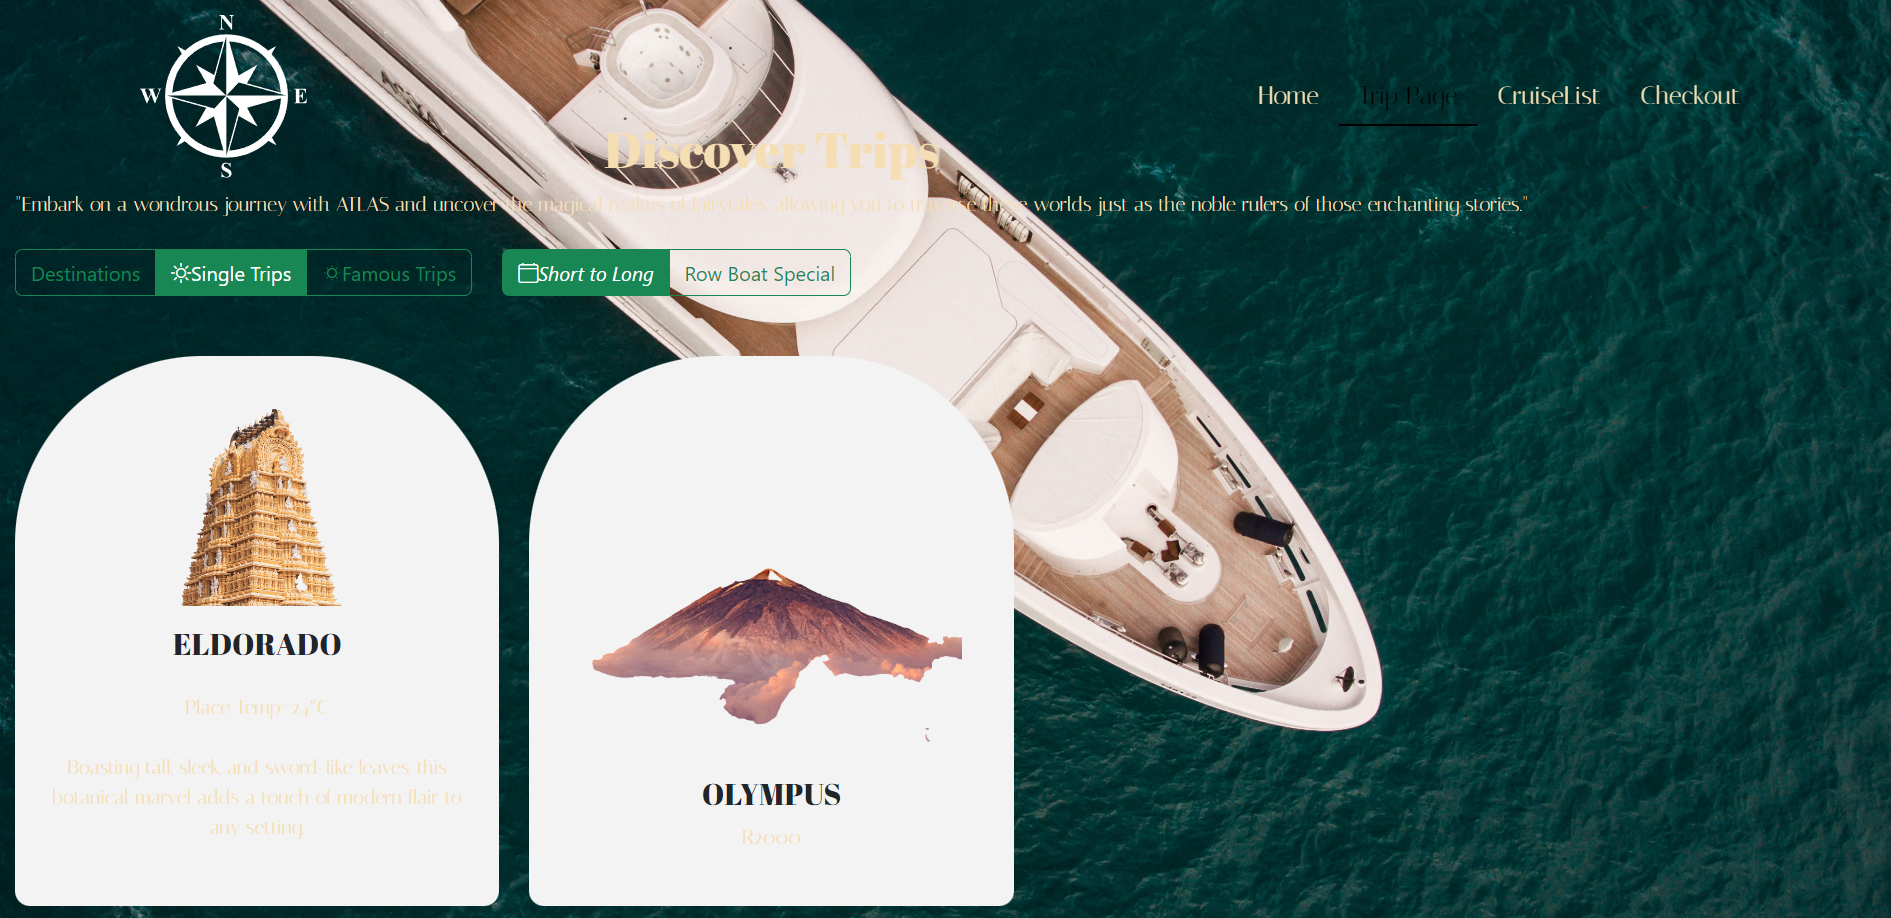 N
W E
S
Home Trip Page CruiseList Checkout
Discover Trips
"Embark on a wondrous journey with ATLAS and uncover the magical realms of fairytales, allowing you to traverse these worlds just as the noble rulers of those enchanting stories."
Destinations Single Trips Famous Trips Short to Long Row Boat Special
ELDORADO
Place Temp: 24°C
Boasting tall, sleek, and sword-like leaves, this
botanical marvel adds a touch of modern flair to
any setting.
OLYMPUS
R2000